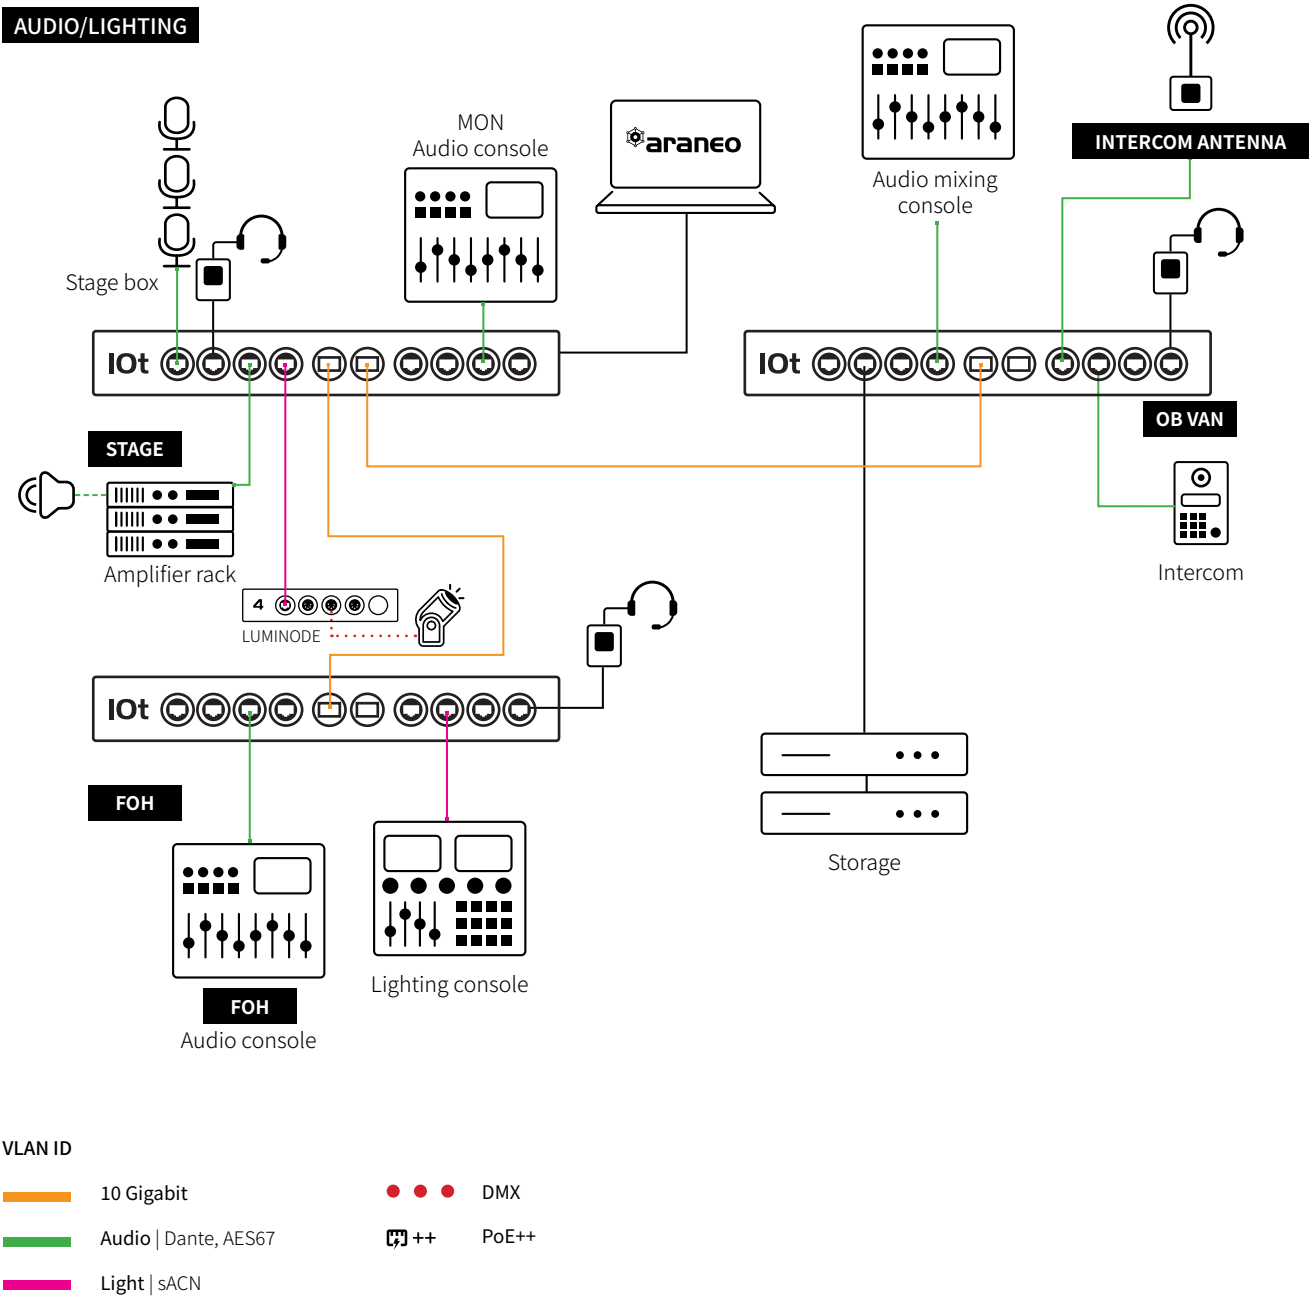 AUDIO/LIGHTING
MON
Audio console
araneo
Audio mixing
console
INTERCOM ANTENNA
Stage box
IOt
IOt
OB VAN
STAGE
Amplifier rack
Intercom
4
LUMINODE
IOt
FOH
Storage
Lighting console
FOH
Audio console
VLAN ID
10 Gigabit
DMX
Audio | Dante, AES67
++ PoE++
Light | sACN